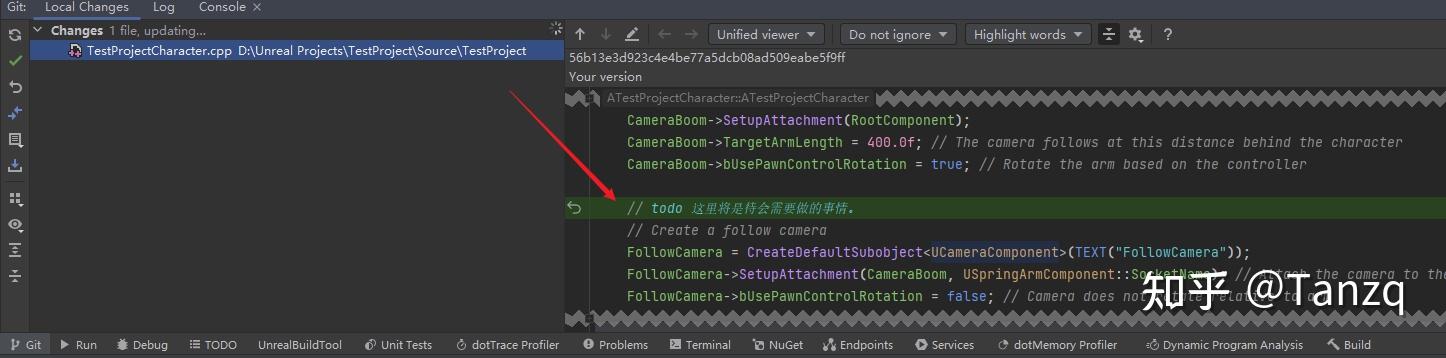 Git: Local Changes Log Console ×
Changes 1 file, updating...
TestProjectCharacter.cpp D:\Unreal Projects\TestProject\Source\TestProject
Unified viewer Do not ignore Highlight words ?
56b13e3d923c4e4be77a5dcb08ad509eabe5f9ff
Your version
ATestProjectCharacter::ATestProjectCharacter
CameraBoom->SetupAttachment(RootComponent);
CameraBoom->TargetArmLength = 400.0f; // The camera follows at this distance behind the character
CameraBoom->bUsePawnControlRotation = true; // Rotate the arm based on the controller
// todo 这里将是待会需要做的事情。
// Create a follow camera
FollowCamera = CreateDefaultSubobject<UCameraComponent>(TEXT("FollowCamera"));
FollowCamera->SetupAttachment(CameraBoom, USpringArmComponent::SocketName); // Attach the camera to the
FollowCamera->bUsePawnControlRotation = false; // Camera does not rotate relative to
知乎 @Tanzq
Git Run Debug TODO UnrealBuildTool Unit Tests dotTrace Profiler Problems Terminal NuGet Endpoints Services dotMemory Profiler Dynamic Program Analysis Build